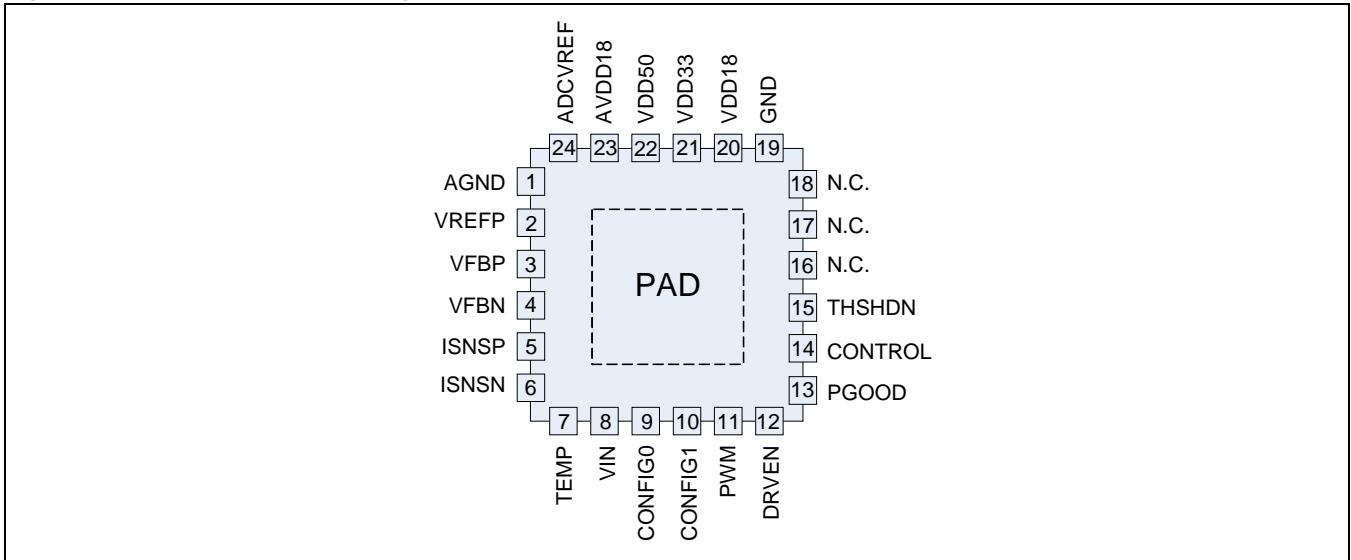 ADCVREF
AVDD18
VDD50
VDD33
VDD18
GND
24 23 22 21 20 19
AGND 1
VREFP 2
VFBP 3
VFBN 4
ISNSP 5
ISNSN 6
PAD
18 N.C.
17 N.C.
16 N.C.
15 THSHDN
14 CONTROL
13 PGOOD
7 8 9 10 11 12
TEMP
VIN
CONFIG0
CONFIG1
PWM
DRVEN